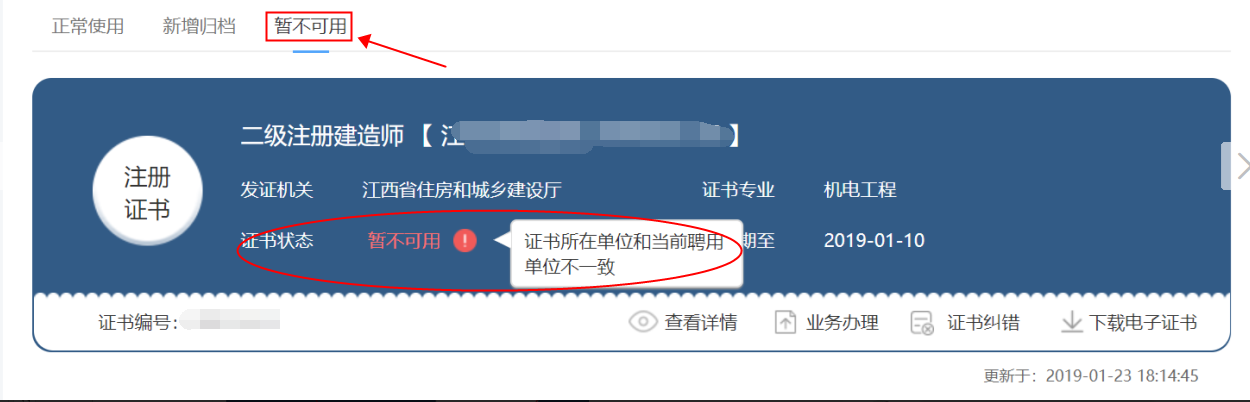 正常使用 新增归档 暂不可用
二级注册建造师 【 江 】
注册
证书
发证机关 江西省住房和城乡建设厅 证书专业 机电工程
证书状态 暂不可用 ! 证书所在单位和当前聘用 期至 2019-01-10
单位不一致
证书编号: 查看详情 业务办理 证书纠错 下载电子证书
更新于: 2019-01-23 18:14:45